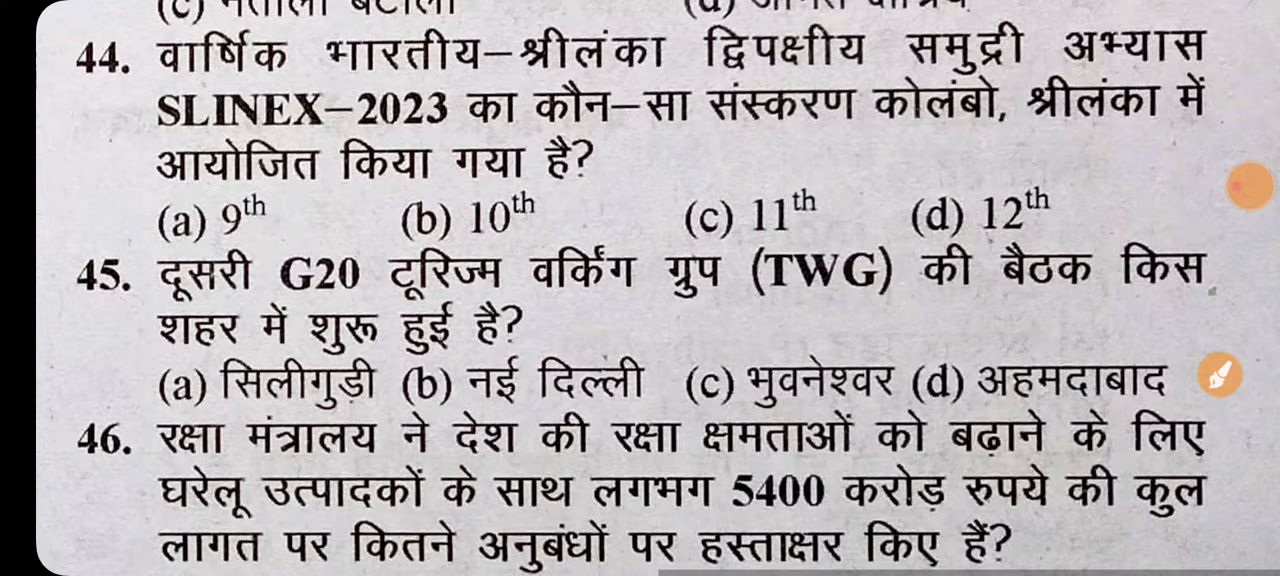 44. वार्षिक भारतीय–श्रीलंका द्विपक्षीय समुद्री अभ्यास
SLINEX–2023 का कौन–सा संस्करण कोलंबो, श्रीलंका में
आयोजित किया गया है?
(a) 9th (b) 10th (c) 11th (d) 12th
45. दूसरी G20 टूरिज्म वर्किंग ग्रुप (TWG) की बैठक किस
शहर में शुरू हुई है?
(a) सिलीगुड़ी (b) नई दिल्ली (c) भुवनेश्वर (d) अहमदाबाद
46. रक्षा मंत्रालय ने देश की रक्षा क्षमताओं को बढ़ाने के लिए
घरेलू उत्पादकों के साथ लगभग 5400 करोड़ रुपये की कुल
लागत पर कितने अनुबंधों पर हस्ताक्षर किए हैं?